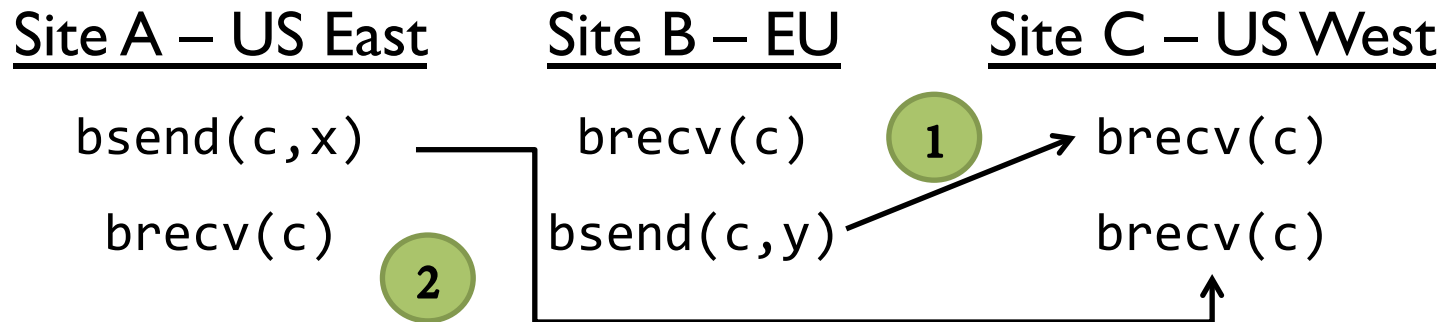 Site A – US East Site B – EU Site C – US West
bsend(c,x) brecv(c) 1 brecv(c)
brecv(c) bsend(c,y) brecv(c)
2